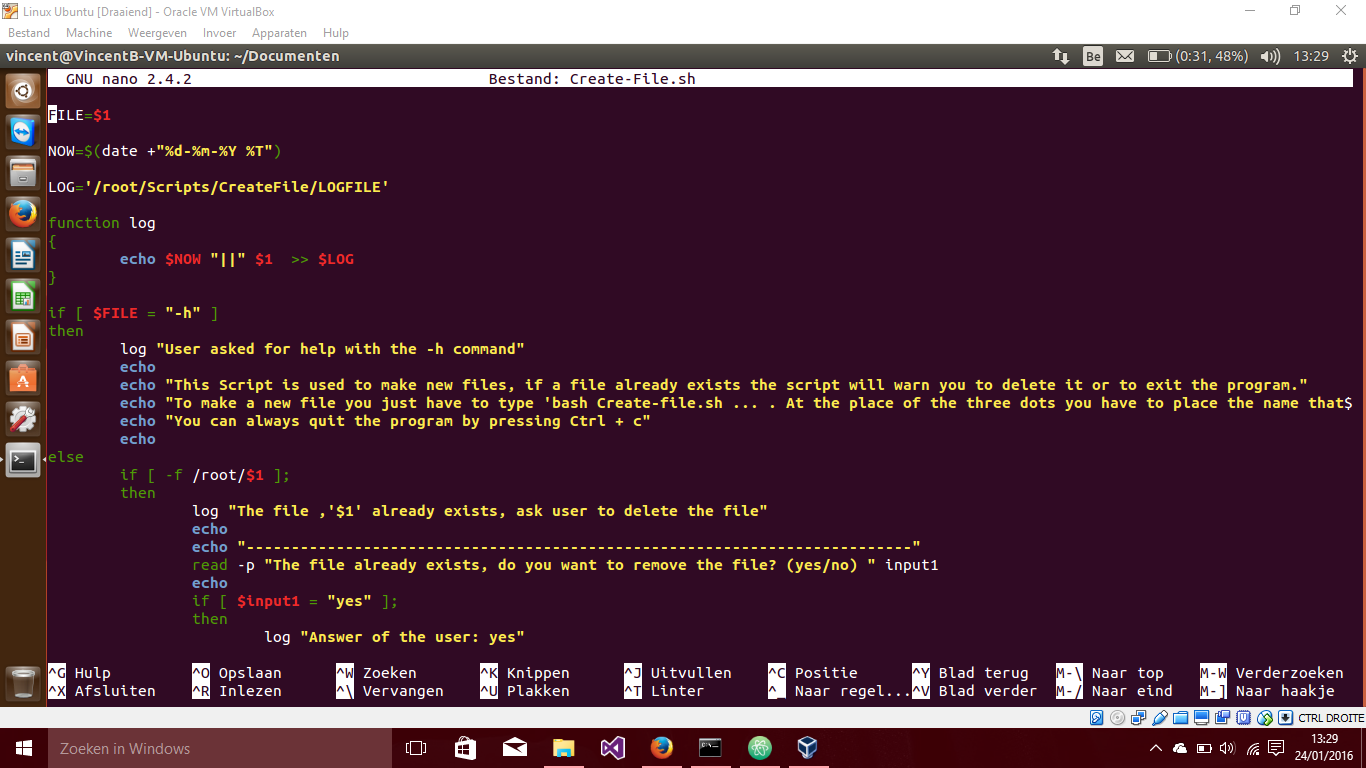 Linux Ubuntu [Draaiend] - Oracle VM VirtualBox
Bestand Machine Weergeven Invoer Apparaten Hulp
vincent@VincentB-VM-Ubuntu: ~/Documenten Be (0:31, 48%) 13:29
GNU nano 2.4.2 Bestand: Create-File.sh
FILE=$1
NOW=$(date +"%d-%m-%Y %T")
LOG='/root/Scripts/CreateFile/LOGFILE'
function log
{
echo $NOW "||" $1 >> $LOG
}
if [ $FILE = "-h" ]
then
log "User asked for help with the -h command"
echo
echo "This Script is used to make new files, if a file already exists the script will warn you to delete it or to exit the program."
echo "To make a new file you just have to type 'bash Create-file.sh ... . At the place of the three dots you have to place the name that$
echo "You can always quit the program by pressing Ctrl + c"
echo
else
if [ -f /root/$1 ];
then
log "The file ,'$1' already exists, ask user to delete the file"
echo
echo "--------------------------------------------------------------------------"
read -p "The file already exists, do you want to remove the file? (yes/no) " input1
echo
if [ $input1 = "yes" ];
then
log "Answer of the user: yes"
^G Hulp ^O Opslaan ^W Zoeken ^K Knippen ^J Uitvullen ^C Positie ^Y Blad terug M-\ Naar top M-W Verderzoeken
^X Afsluiten ^R Inlezen ^\ Vervangen ^U Plakken ^T Linter ^_ Naar regel... ^V Blad verder M-/ Naar eind M-] Naar haakje
CTRL DROITE
Zoeken in Windows
13:29
24/01/2016